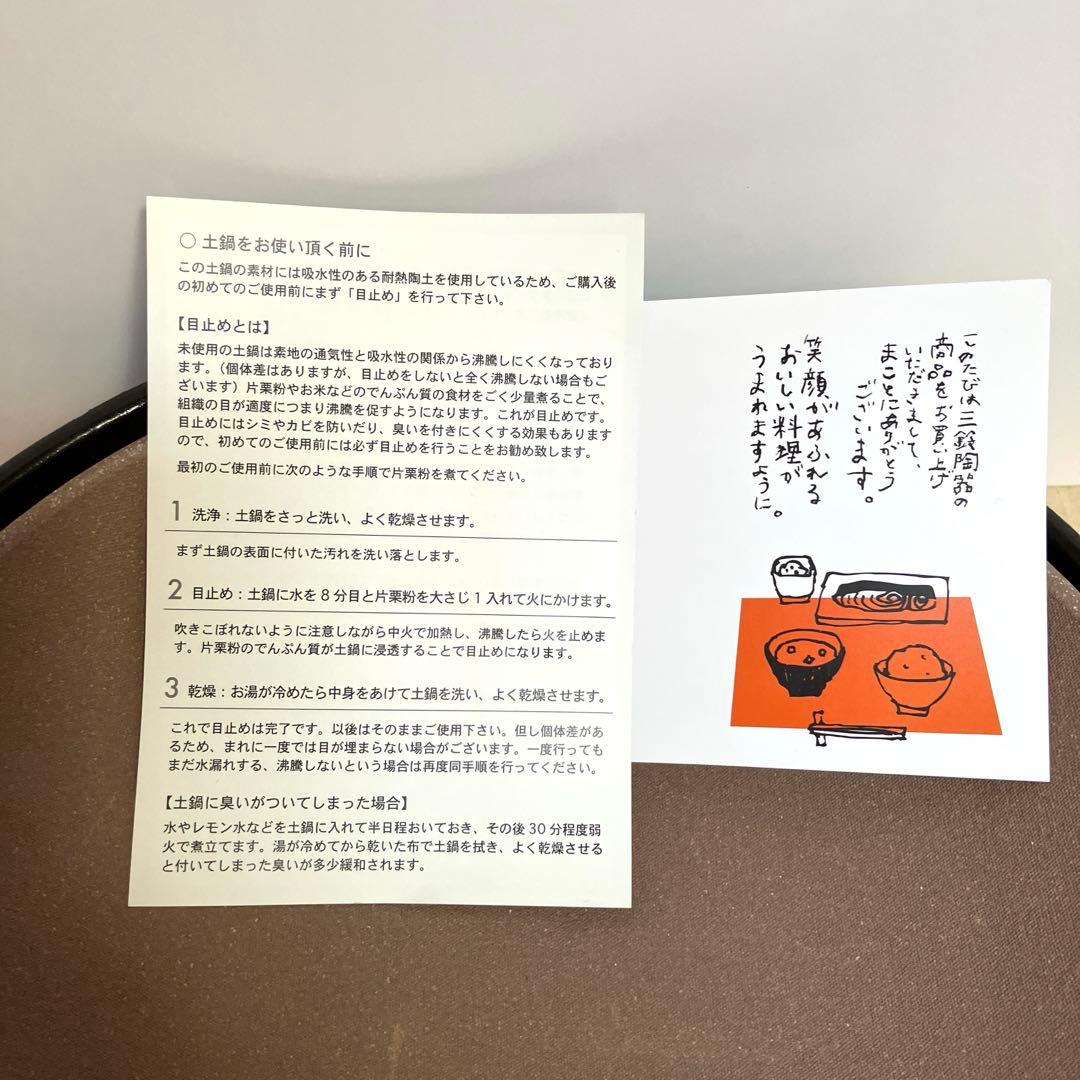 ○ 土鍋をお使い頂く前に
この土鍋の素材には吸水性のある耐熱陶土を使用しているため、ご購入後
の初めてのご使用前にまず「目止め」を行って下さい。
【目止めとは】
未使用の土鍋は素地の通気性と吸水性の関係から沸騰しにくくなっており
ます。（個体差はありますが、目止めをしないと全く沸騰しない場合もご
ざいます）片栗粉やお米などのでんぷん質の食材をごく少量煮ることで、
組織の目が適度につまり沸騰を促すようになります。これが目止めです。
目止めにはシミやカビを防いだり、臭いを付きにくくする効果もあります
ので、初めてのご使用前には必ず目止めを行うことをお勧め致します。
最初のご使用前に次のような手順で片栗粉を煮てください。
1 洗浄：土鍋をさっと洗い、よく乾燥させます。
まず土鍋の表面に付いた汚れを洗い落とします。
2 目止め：土鍋に水を8分目と片栗粉を大さじ1入れて火にかけます。
吹きこぼれないように注意しながら中火で加熱し、沸騰したら火を止めま
す。片栗粉のでんぷん質が土鍋に浸透することで目止めになります。
3 乾燥：お湯が冷めたら中身をあけて土鍋を洗い、よく乾燥させます。
これで目止めは完了です。以後はそのままご使用下さい。但し個体差があ
るため、まれに一度では目が埋まらない場合がございます。一度行っても
まだ水漏れする、沸騰しないという場合は再度同手順を行ってください。
【土鍋に臭いがついてしまった場合】
水やレモン水などを土鍋に入れて半日程おいておき、その後30分程度弱
火で煮立てます。湯が冷めてから乾いた布で土鍋を拭き、よく乾燥させる
と付いてしまった臭いが多少緩和されます。
このたびは三鈴陶器の
商品をお買い上げ
いただきまして、
まことにありがとう
ございます。
笑顔があふれる
おいしい料理が
うまれますように。